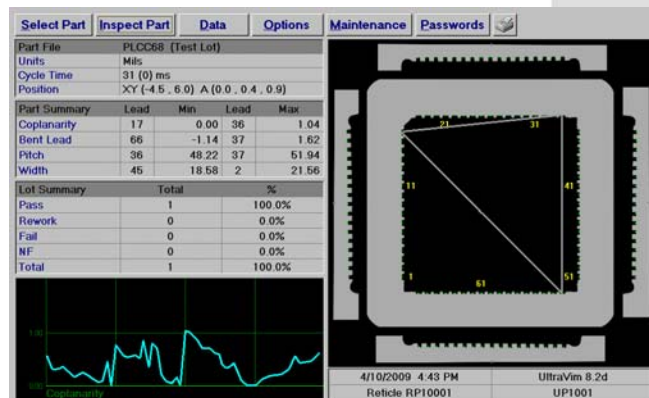 Select Part Inspect Part Data Options Maintenance Passwords
Part File PLCC68 (Test Lot)
Units Mils
Cycle Time 31 (0) ms
Position XY (-4.5 , 6.0) A (0.0 , 0.4 , 0.9)
Part Summary Lead Min Lead Max
Coplanarity 17 0.00 36 1.04
Bent Lead 66 -1.14 37 1.62
Pitch 36 48.22 37 51.94
Width 45 18.58 2 21.56
Lot Summary Total %
Pass 1 100.0%
Rework 0 0.0%
Fail 0 0.0%
NF 0 0.0%
Total 1 100.0%
1.00
0.00
Coplanarity
21 31
11 41
1 61 51
4/10/2009 4:43 PM UltraVim 8.2d
Reticle RP10001 UP1001